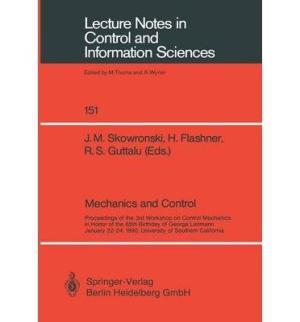 Lecture Notes in
Control and
Information Sciences
Edited by M.Thoma and A.Wyner
151
J. M. Skowronski, H. Flashner,
R. S. Guttalu (Eds.)
Mechanics and Control
Proceedings of the 3rd Workshop on Control Mechanics
in Honor of the 65th Birthday of George Leitmann
January 22-24, 1990, University of Southern California
Springer-Verlag
Berlin Heidelberg GmbH